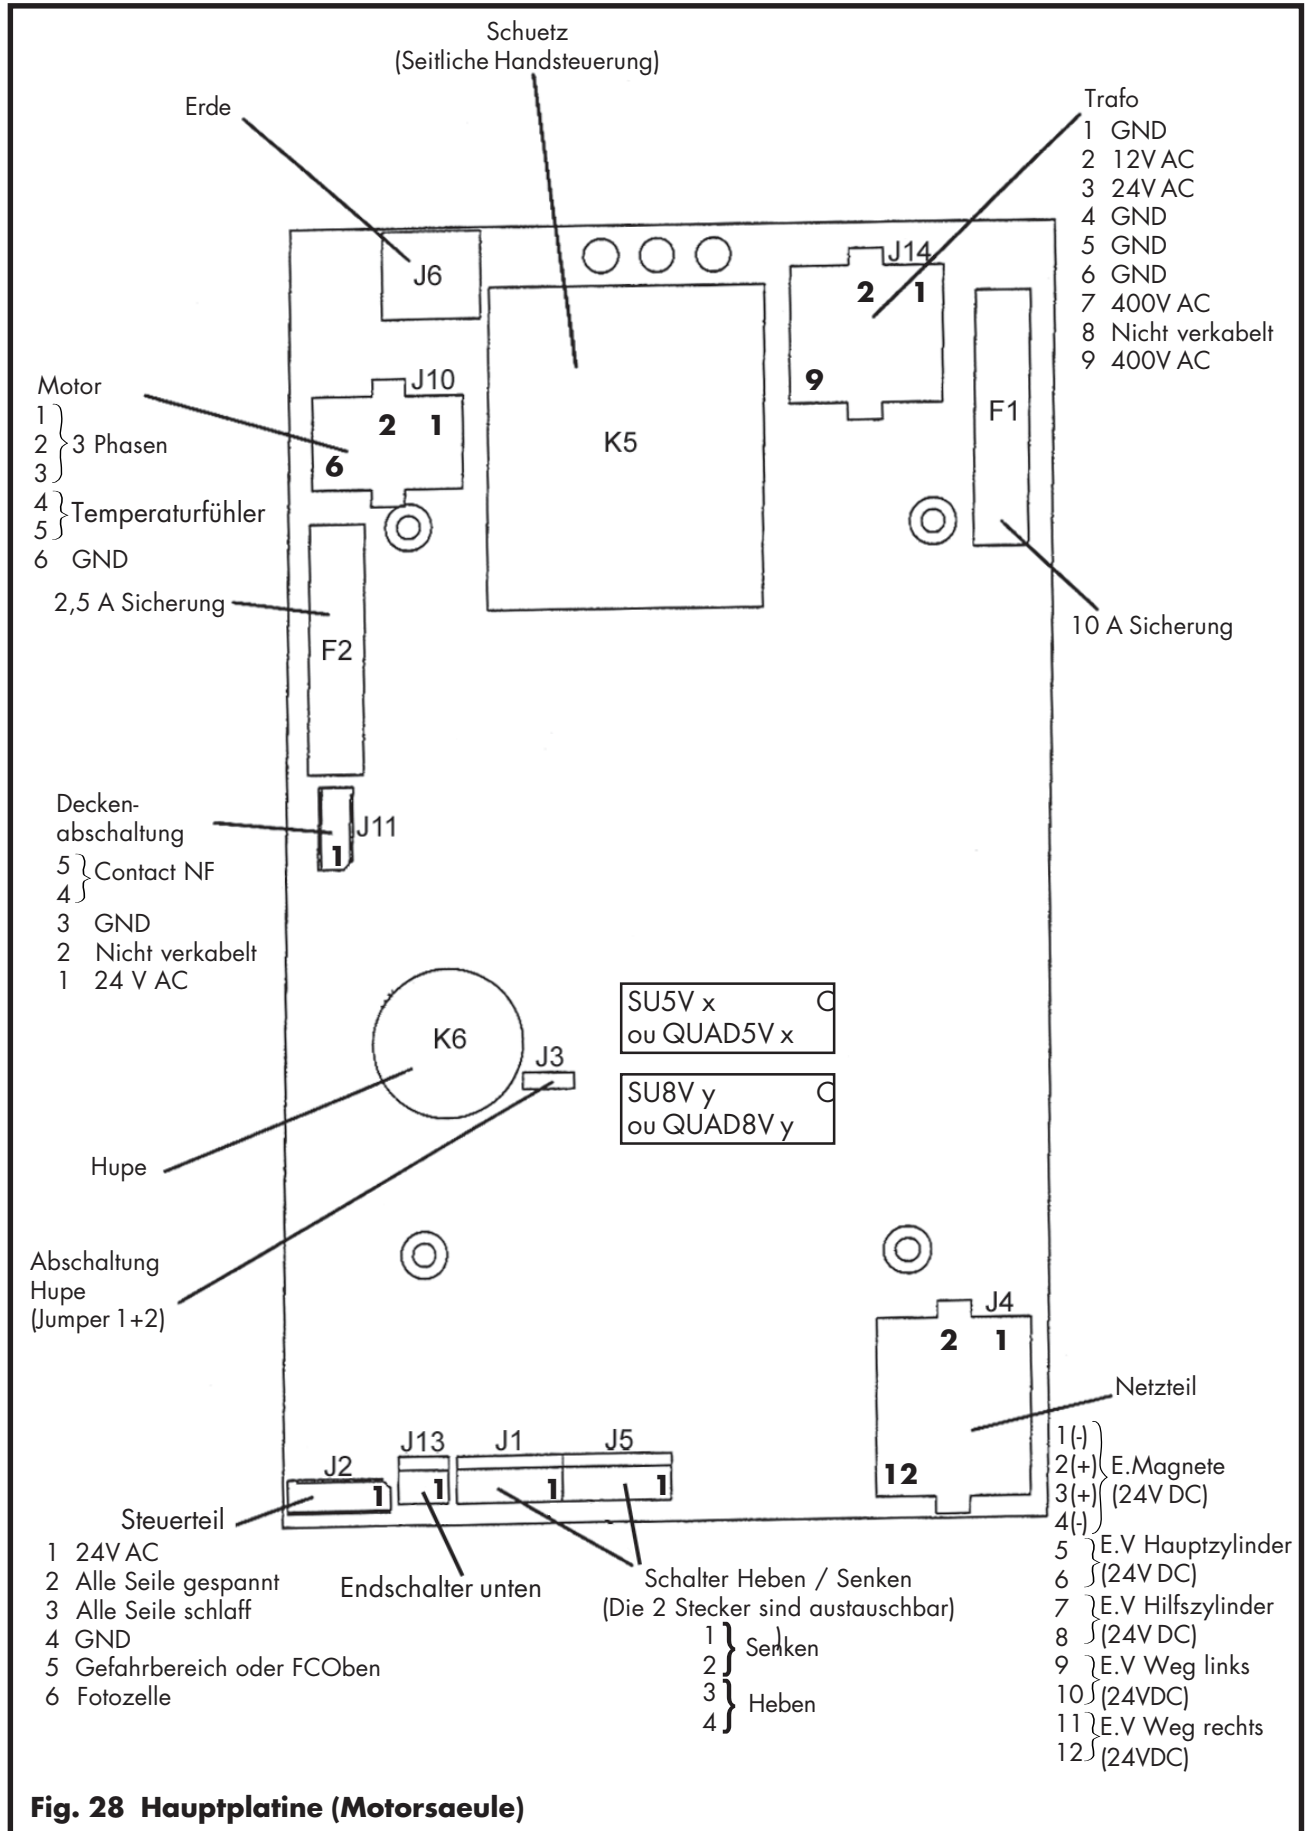 Schuetz
(Seitliche Handsteuerung)
Erde
Trafo
1 GND
2 12V AC
3 24V AC
4 GND
5 GND
6 GND
7 400V AC
8 Nicht verkabelt
9 400V AC
J6
J14
2 1
9
F1
K5
10 A Sicherung
Motor
1
2 3 Phasen
3
4
5 Temperaturfühler
6 GND
J10
2 1
6
2,5 A Sicherung
F2
Decken-
abschaltung
5
4 Contact NF
3 GND
2 Nicht verkabelt
1 24 V AC
J11
1
K6
J3
SU5V x
ou QUAD5V x
SU8V y
ou QUAD8V y
Hupe
Abschaltung
Hupe
(Jumper 1+2)
J4
2 1
12
Netzteil
1(-)
2(+) E.Magnete
3(+) (24V DC)
4(-)
5 E.V Hauptzylinder
6 (24V DC)
7 E.V Hilfszylinder
8 (24V DC)
9 E.V Weg links
10 (24VDC)
11 E.V Weg rechts
12 (24VDC)
J2
1
J13
1
J1
1
J5
1
Steuerteil
1 24V AC
2 Alle Seile gespannt
3 Alle Seile schlaff
4 GND
5 Gefahrbereich oder FCOben
6 Fotozelle
Endschalter unten
Schalter Heben / Senken
(Die 2 Stecker sind austauschbar)
)
1
2 Senken
3
4 Heben
Fig. 28 Hauptplatine (Motorsaeule)